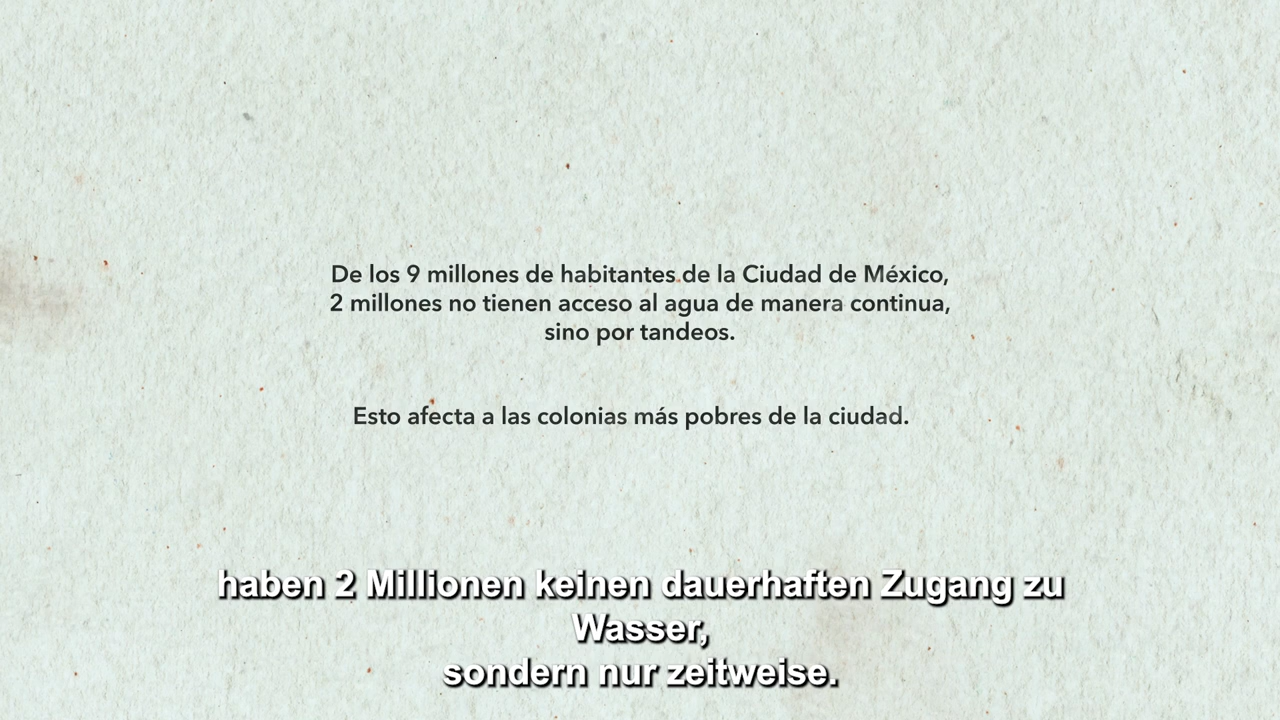 De los 9 millones de habitantes de la Ciudad de México,
2 millones no tienen acceso al agua de manera continua,
sino por tandeos.
Esto afecta a las colonias más pobres de la ciudad.
haben 2 Millionen keinen dauerhaften Zugang zu
Wasser,
sondern nur zeitweise.